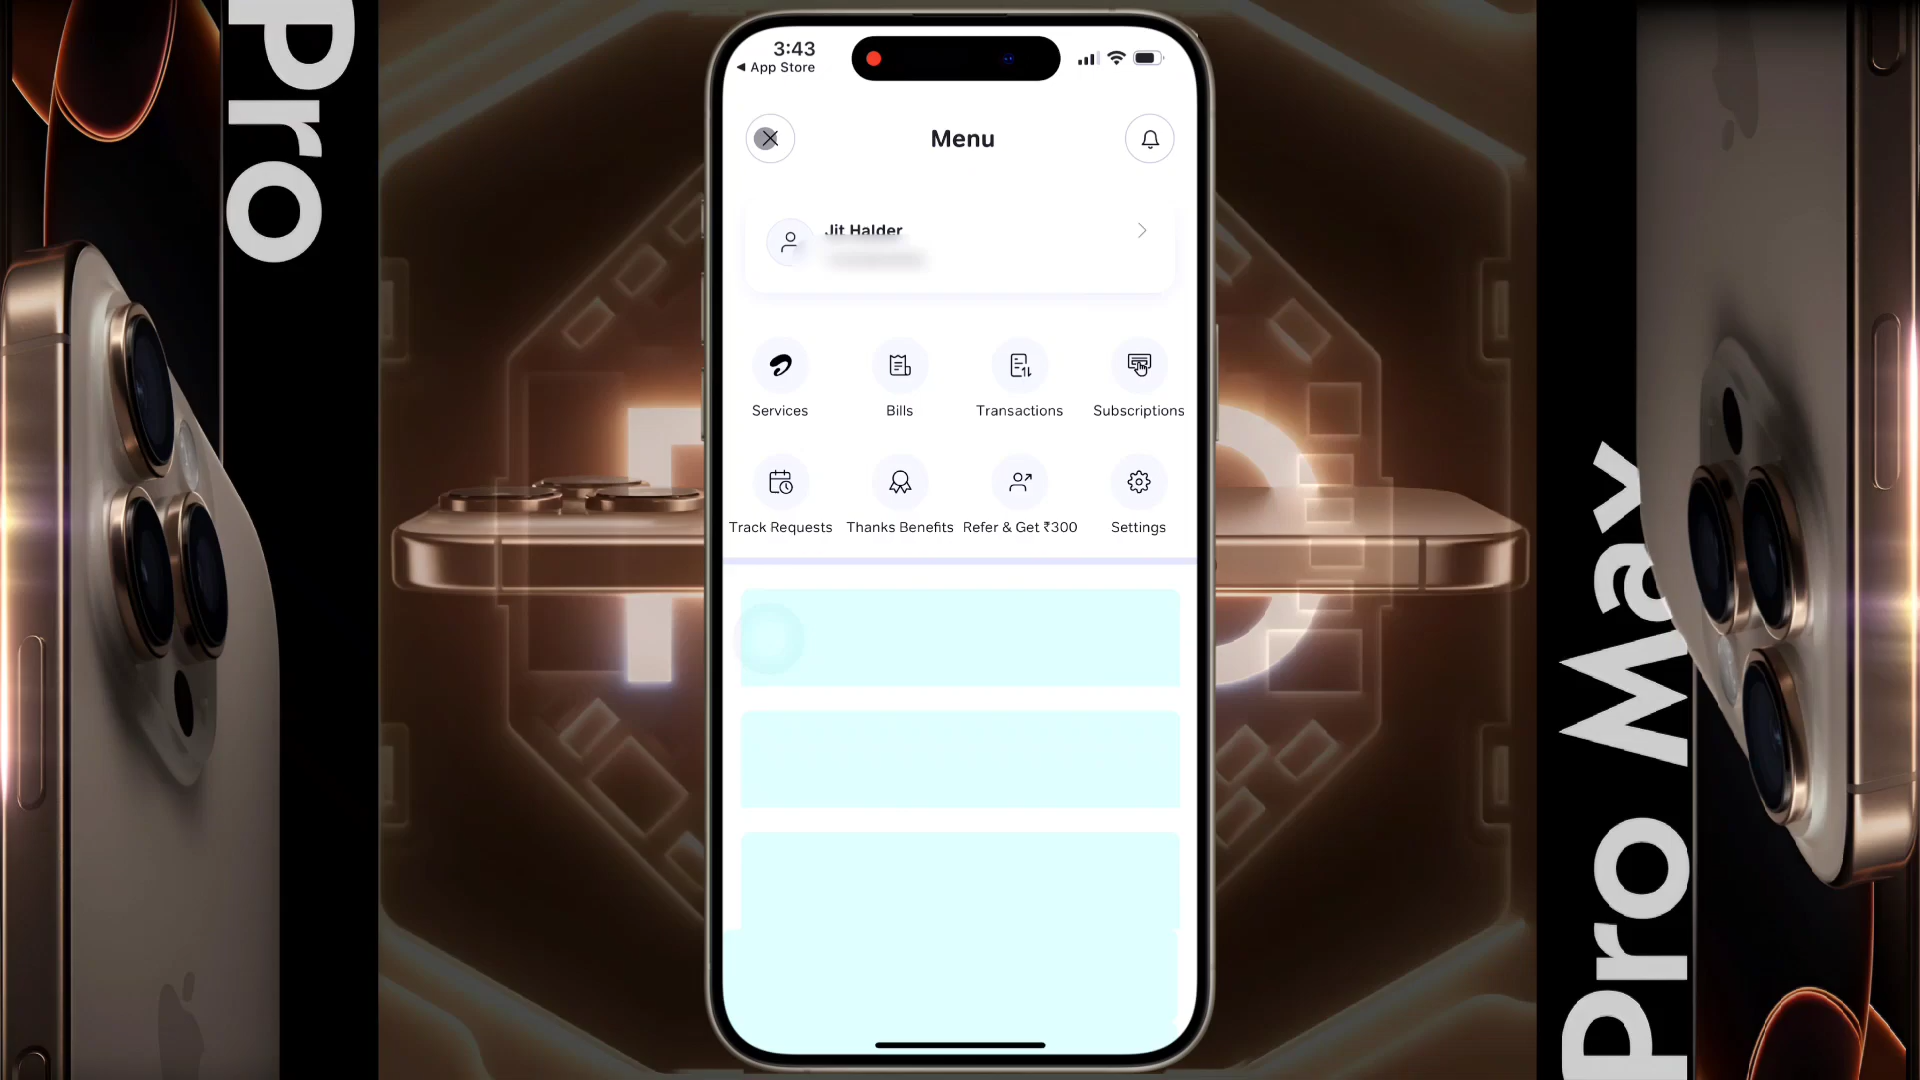 Pro
3:43
App Store
Menu
Jit Halder
Services
Bills
Transactions
Subscriptions
Track Requests
Thanks Benefits
Refer & Get ₹300
Settings
Pro Max